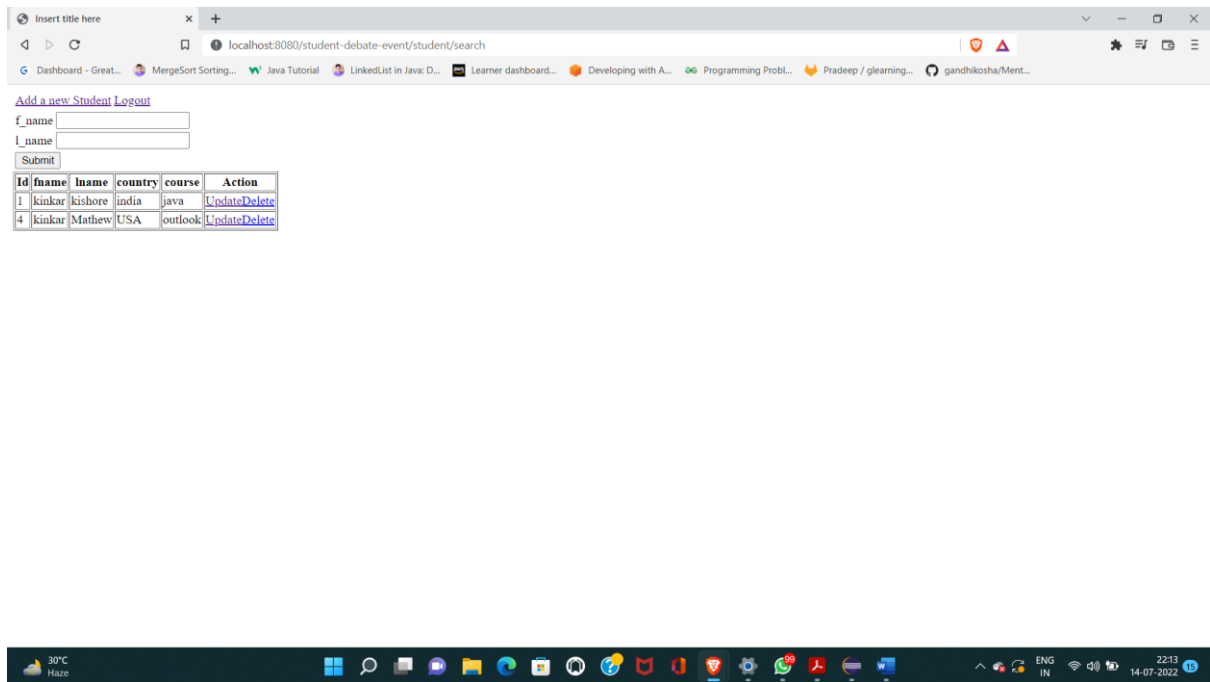 Insert title here
localhost:8080/student-debate-event/student/search
Dashboard - Great... MergeSort Sorting... Java Tutorial LinkedList in Java: D... Learner dashboard... Developing with A... Programming Probl... Pradeep / glearning... gandhikosha/Ment...
Add a new Student Logout
f_name
l_name
Submit
Id fname lname country course Action
1 kinkar kishore india java UpdateDelete
4 kinkar Mathew USA outlook UpdateDelete
30°C
Haze
99
ENG
IN
22:13
14-07-2022
15